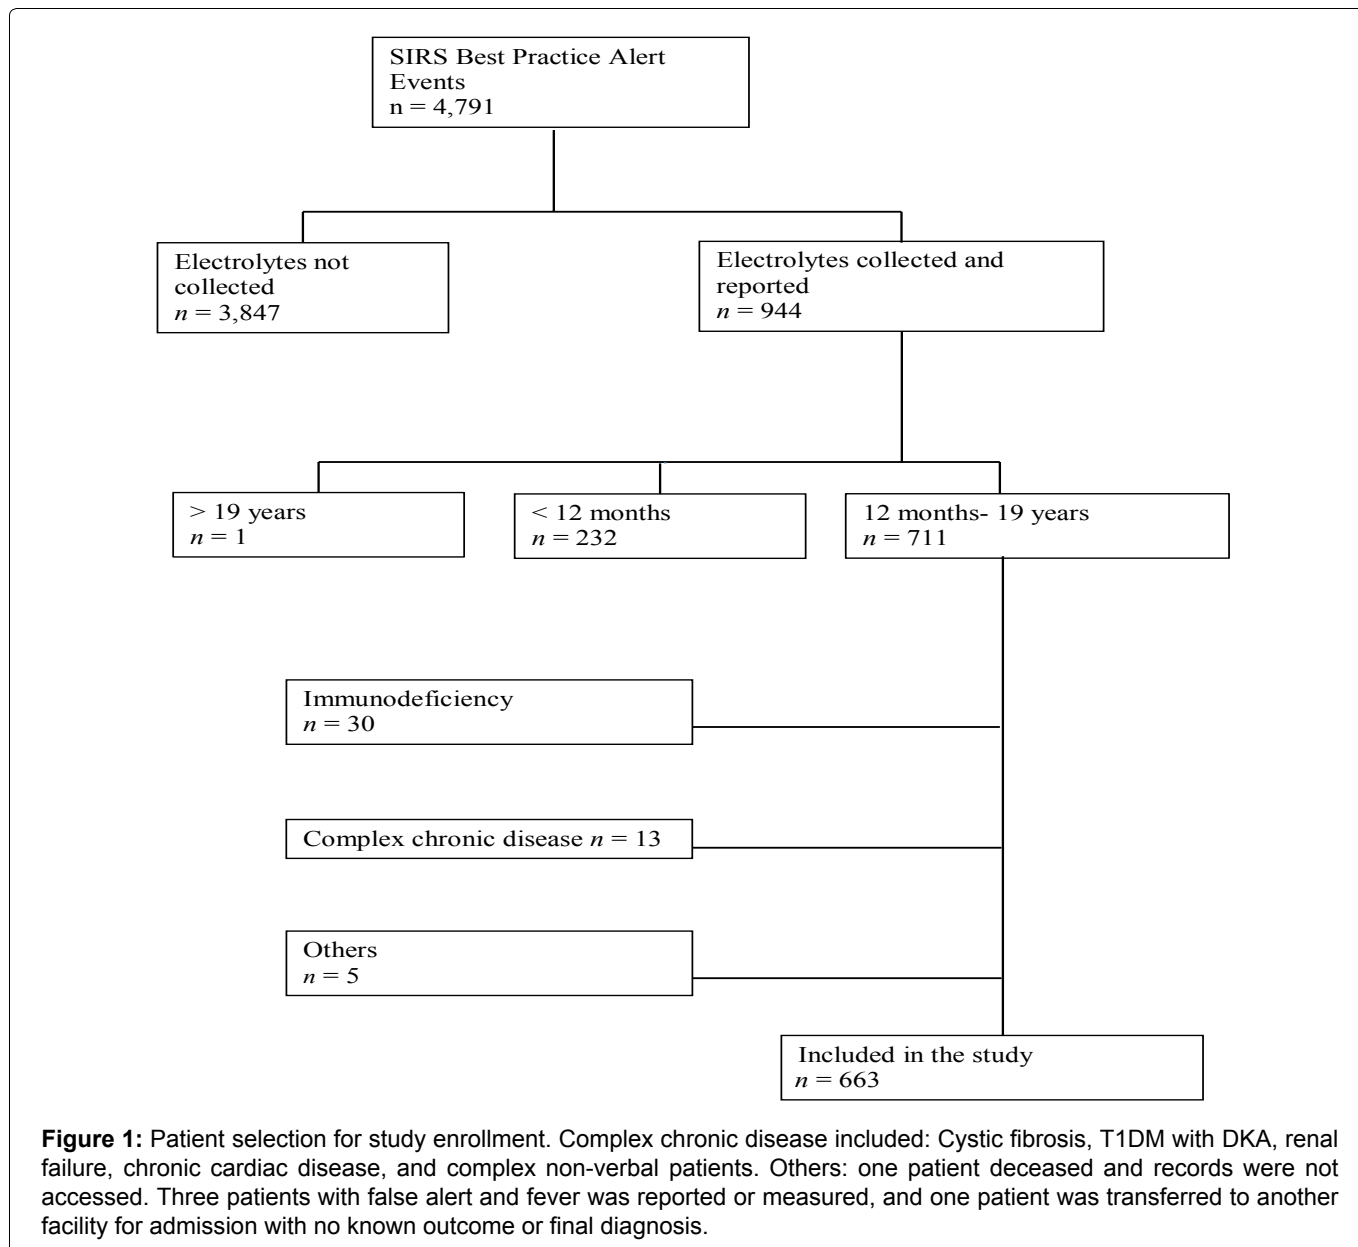 SIRS Best Practice Alert
Events
n = 4,791
Electrolytes not
collected
n = 3,847
Electrolytes collected and
reported
n = 944
> 19 years
n = 1
< 12 months
n = 232
12 months- 19 years
n = 711
Immunodeficiency
n = 30
Complex chronic disease n = 13
Others
n = 5
Included in the study
n = 663
Figure 1: Patient selection for study enrollment. Complex chronic disease included: Cystic fibrosis, T1DM with DKA, renal
failure, chronic cardiac disease, and complex non-verbal patients. Others: one patient deceased and records were not
accessed. Three patients with false alert and fever was reported or measured, and one patient was transferred to another
facility for admission with no known outcome or final diagnosis.